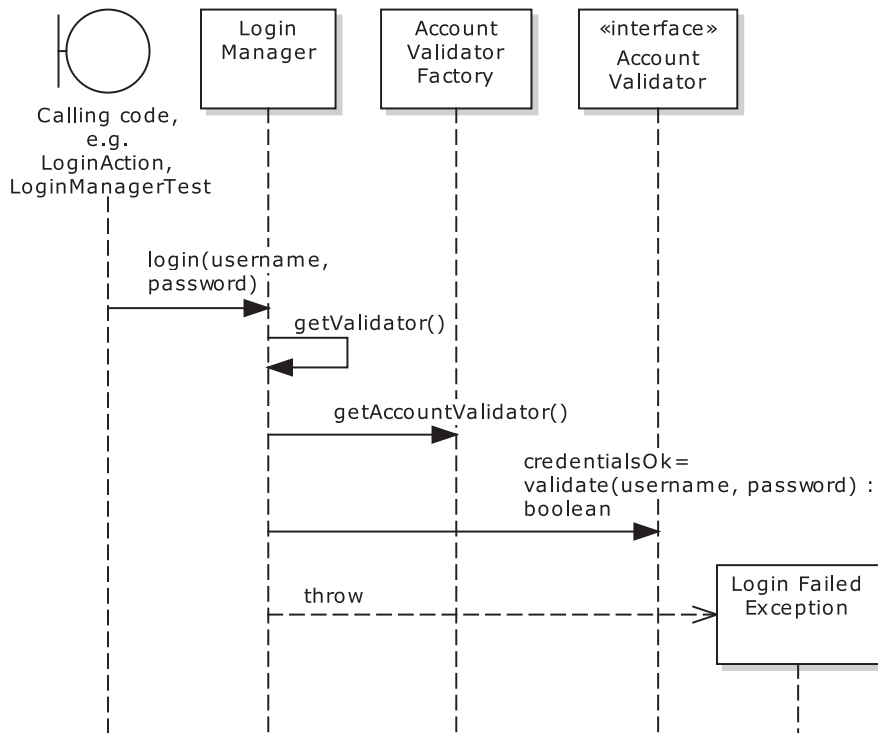 Calling code,
e.g.
LoginAction,
LoginManagerTest
Login
Manager
Account
Validator
Factory
«interface»
Account
Validator
login(username,
password)
getValidator()
getAccountValidator()
credentialsOk=
validate(username, password) :
boolean
throw
Login Failed
Exception